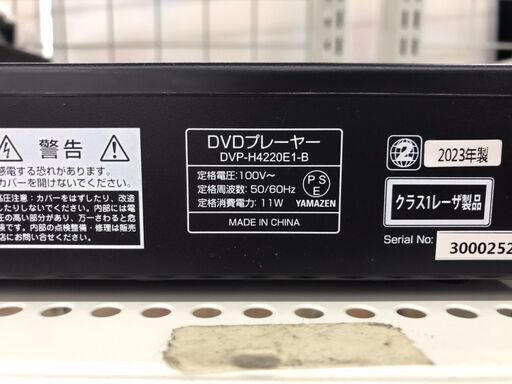 警告
感電する恐れがあります。
カバーを開けないでください。
高圧注意:カバーをはずしたり、改造
したりしないでください。内部には電圧
の高い部分があり、万一さわると危
です。内部の点検整備・修理は販売
店にお
DVDプレーヤー
DVP-H4220E1-B
定格電圧:100V~
定格周波数:50/60Hz
定格消費電力:11W
P
S
E
YAMAZEN
MADE IN CHINA
2
2023年製
クラス1レーザ製品
Serial No.:
3000252